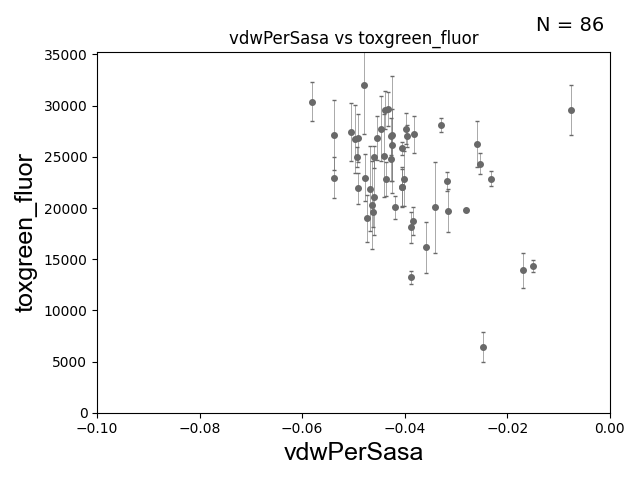 N = 86
vdwPerSasa vs toxgreen_fluor
35000
30000
25000
20000
15000
10000
5000
0
toxgreen_fluor
−0.10 −0.08 −0.06 −0.04 −0.02 0.00
vdwPerSasa